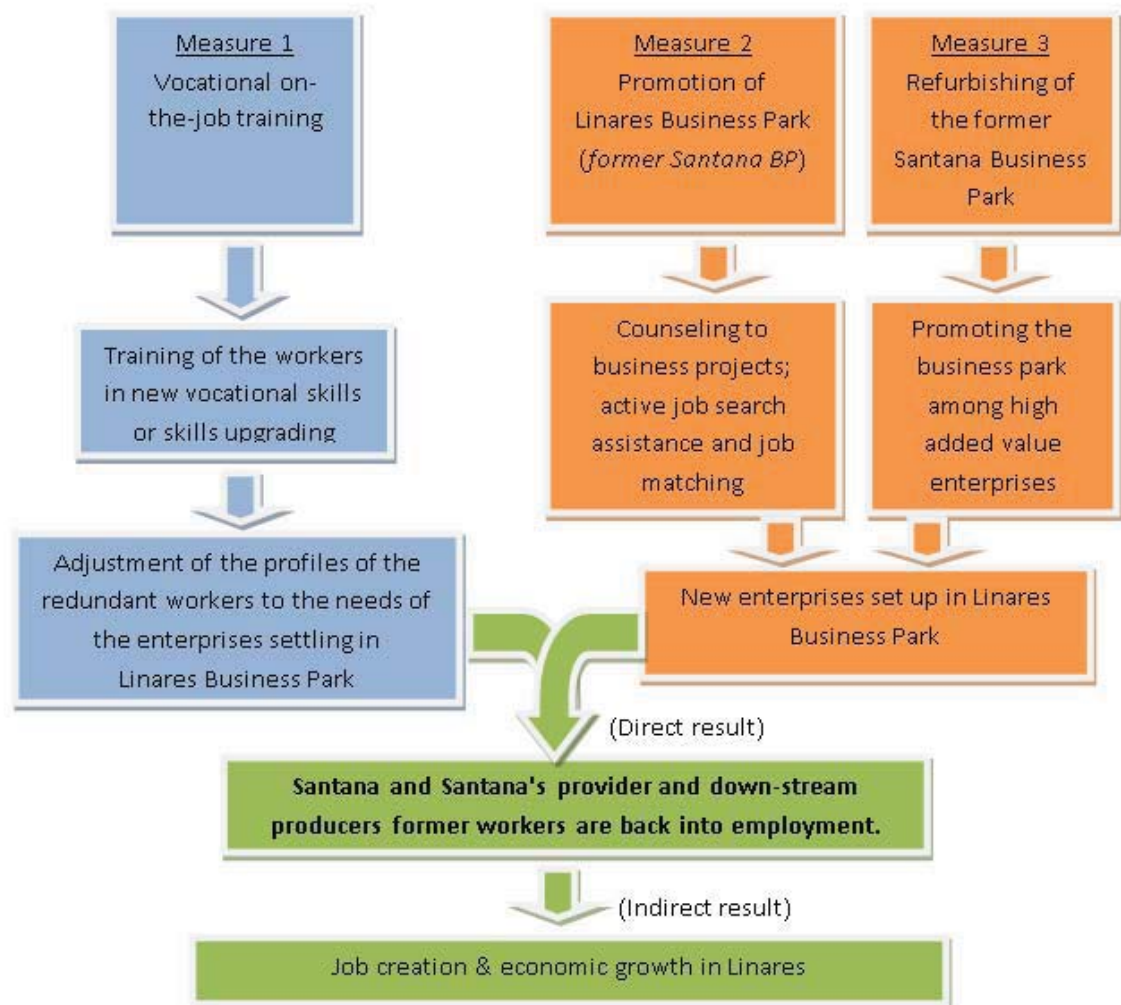 Measure 1
Vocational on-
the-job training
Measure 2
Promotion of
Linares Business Park
(former Santana BP)
Measure 3
Refurbishing of
the former
Santana Business
Park
Training of the workers
in new vocational skills
or skills upgrading
Counseling to
business projects;
active job search
assistance and job
matching
Promoting the
business park
among high
added value
enterprises
Adjustment of the profiles of the
redundant workers to the needs of
the enterprises settling in
Linares Business Park
New enterprises set up in Linares
Business Park
(Direct result)
Santana and Santana's provider and down-stream
producers former workers are back into employment.
(Indirect result)
Job creation & economic growth in Linares